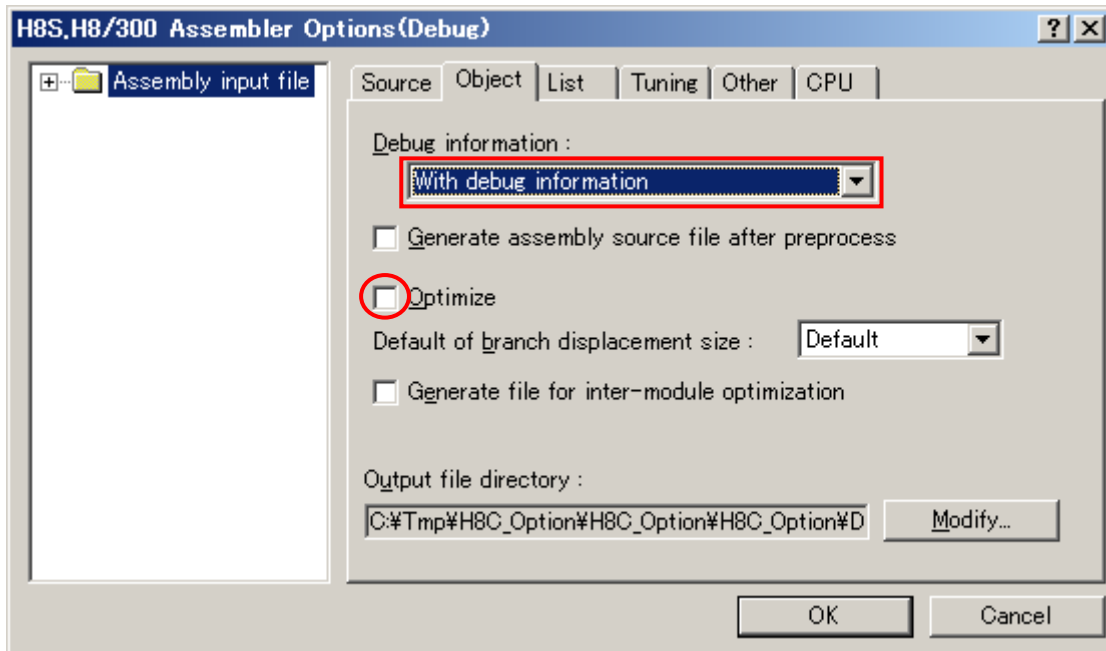 H8S,H8/300 Assembler Options(Debug)
Assembly input file
Source Object List Tuning Other CPU
Debug information :
With debug information
Generate assembly source file after preprocess
Optimize
Default of branch displacement size : Default
Generate file for inter-module optimization
Output file directory :
C:¥Tmp¥H8C_Option¥H8C_Option¥H8C_Option¥D Modify...
OK Cancel